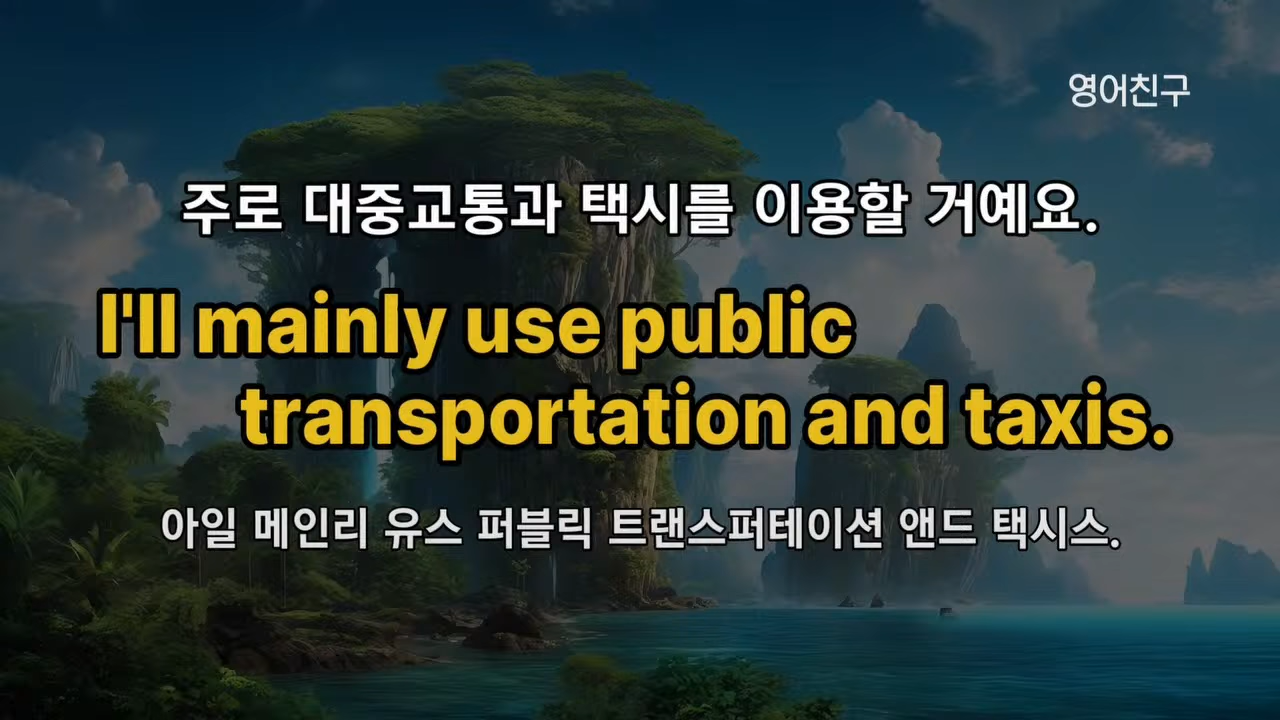 영어친구
주로 대중교통과 택시를 이용할 거예요.
I'll mainly use public
transportation and taxis.
아일 메인리 유스 퍼블릭 트랜스퍼테이션 앤드 택시스.